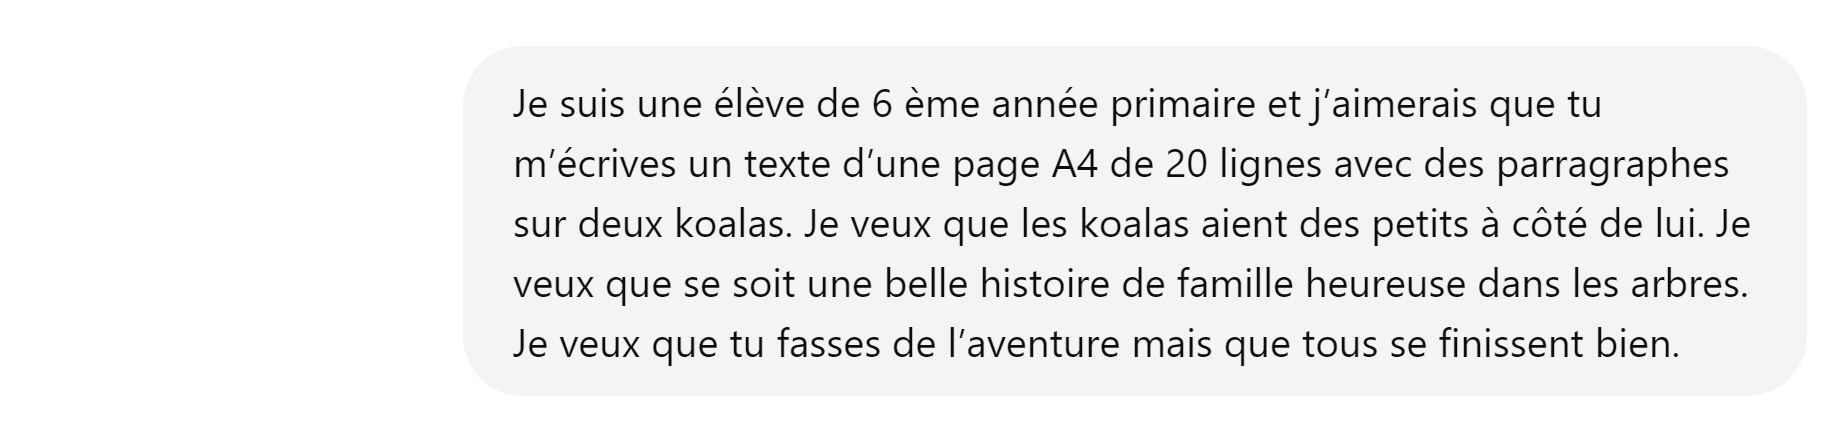 Je suis une élève de 6 ème année primaire et j’aimerais que tu
m’écrives un texte d’une page A4 de 20 lignes avec des parragraphes
sur deux koalas. Je veux que les koalas aient des petits à côté de lui. Je
veux que se soit une belle histoire de famille heureuse dans les arbres.
Je veux que tu fasses de l’aventure mais que tous se finissent bien.